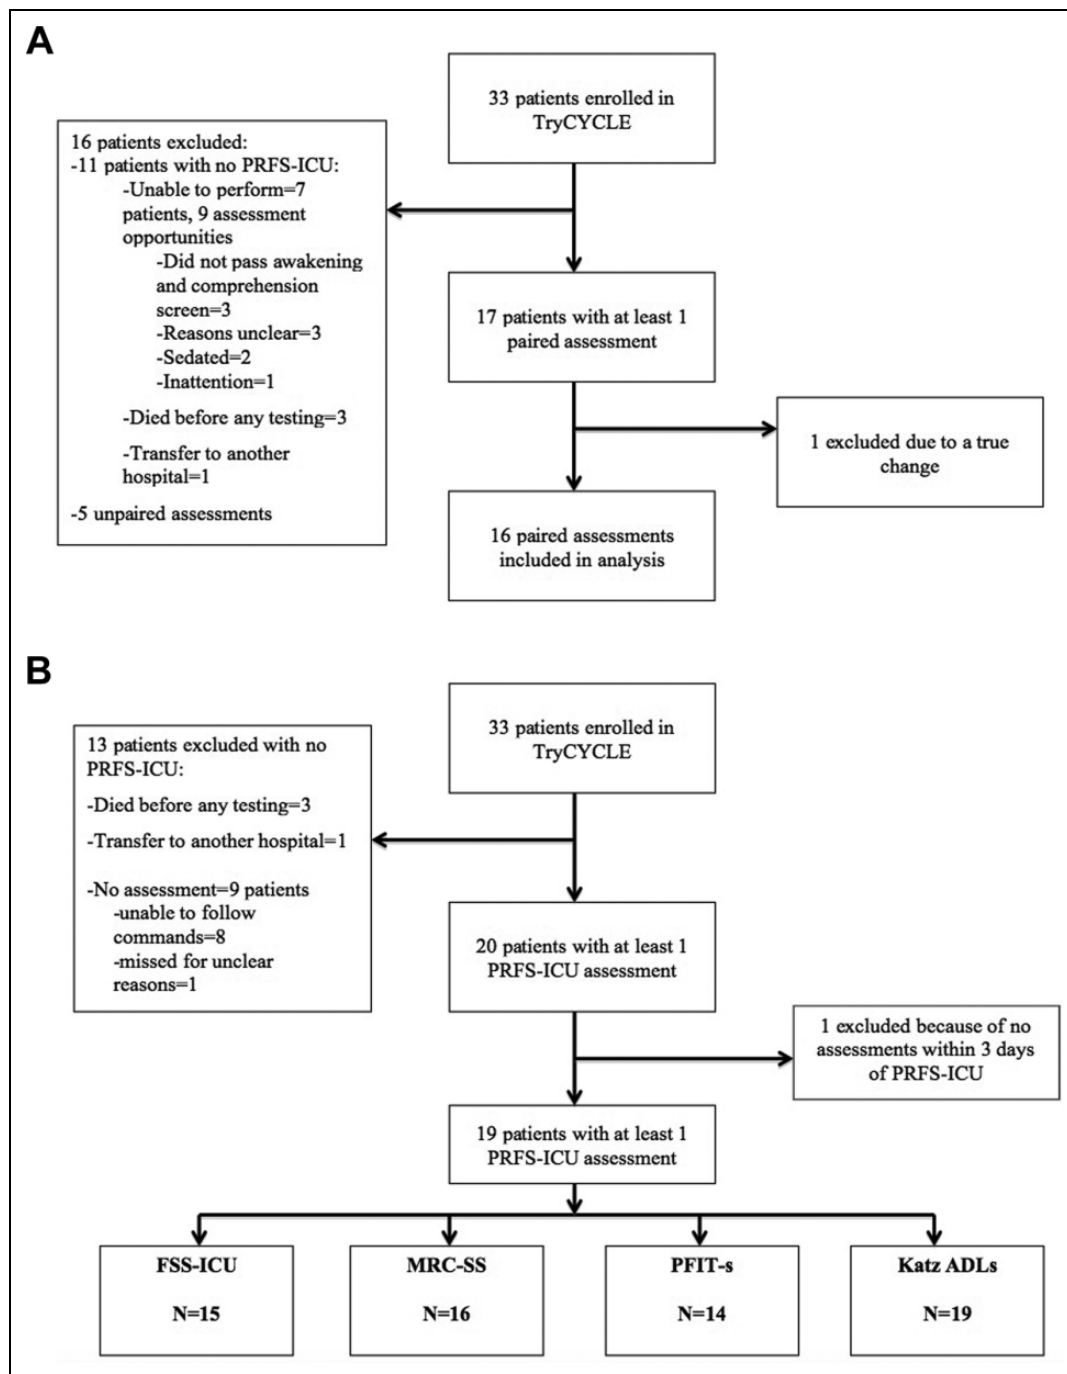 A
33 patients enrolled in
TryCYCLE
16 patients excluded:
-11 patients with no PRFS-ICU:
-Unable to perform=7
patients, 9 assessment
opportunities
-Did not pass awakening
and comprehension
screen=3
-Reasons unclear=3
-Sedated=2
-Inattention=1
-Died before any testing=3
-Transfer to another
hospital=1
-5 unpaired assessments
17 patients with at least 1
paired assessment
1 excluded due to a true
change
16 paired assessments
included in analysis
B
33 patients enrolled in
TryCYCLE
13 patients excluded with no
PRFS-ICU:
-Died before any testing=3
-Transfer to another hospital=1
-No assessment=9 patients
-unable to follow
commands=8
-missed for unclear
reasons=1
20 patients with at least 1
PRFS-ICU assessment
1 excluded because of no
assessments within 3 days
of PRFS-ICU
19 patients with at least 1
PRFS-ICU assessment
FSS-ICU
N=15
MRC-SS
N=16
PFIT-s
N=14
Katz ADLs
N=19